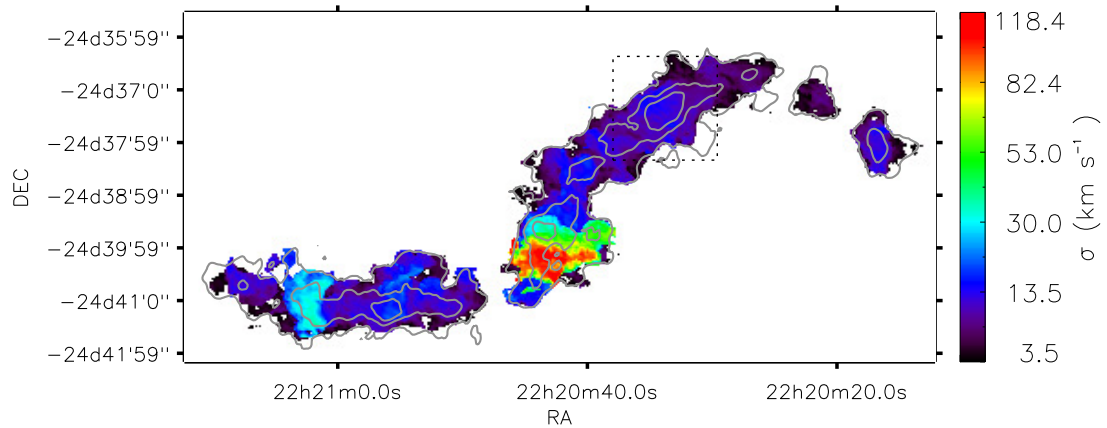 −24d35'59"
−24d37'0"
−24d37'59"
−24d38'59"
−24d39'59"
−24d41'0"
−24d41'59"
DEC
22h21m0.0s
22h20m40.0s
22h20m20.0s
RA
118.4
82.4
53.0
30.0
13.5
3.5
σ (km s⁻¹)